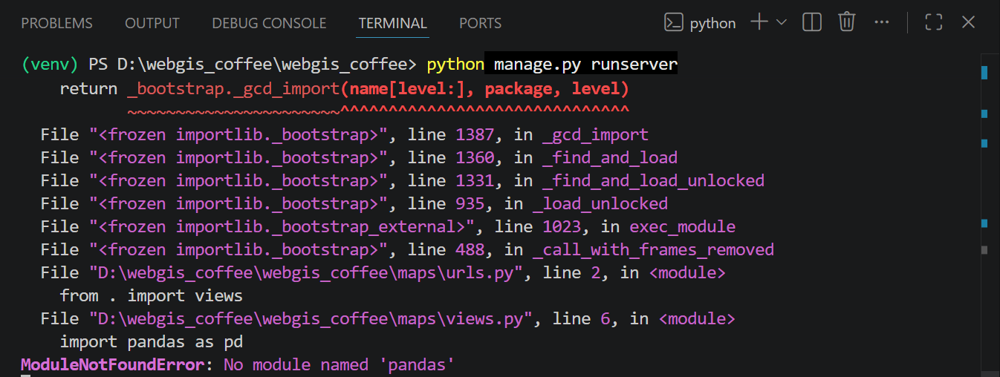 PROBLEMS OUTPUT DEBUG CONSOLE TERMINAL PORTS python
(venv) PS D:\webgis_coffee\webgis_coffee> python manage.py runserver
    return _bootstrap._gcd_import(name[level:], package, level)
           ~~~~~~~~~~~~~~~~~~~~~~^^^^^^^^^^^^^^^^^^^^^^^^^^^^^^
  File "<frozen importlib._bootstrap>", line 1387, in _gcd_import
  File "<frozen importlib._bootstrap>", line 1360, in _find_and_load
  File "<frozen importlib._bootstrap>", line 1331, in _find_and_load_unlocked
  File "<frozen importlib._bootstrap>", line 935, in _load_unlocked
  File "<frozen importlib._bootstrap_external>", line 1023, in exec_module
  File "<frozen importlib._bootstrap>", line 488, in _call_with_frames_removed
  File "D:\webgis_coffee\webgis_coffee\maps\urls.py", line 2, in <module>
    from . import views
  File "D:\webgis_coffee\webgis_coffee\maps\views.py", line 6, in <module>
    import pandas as pd
ModuleNotFoundError: No module named 'pandas'